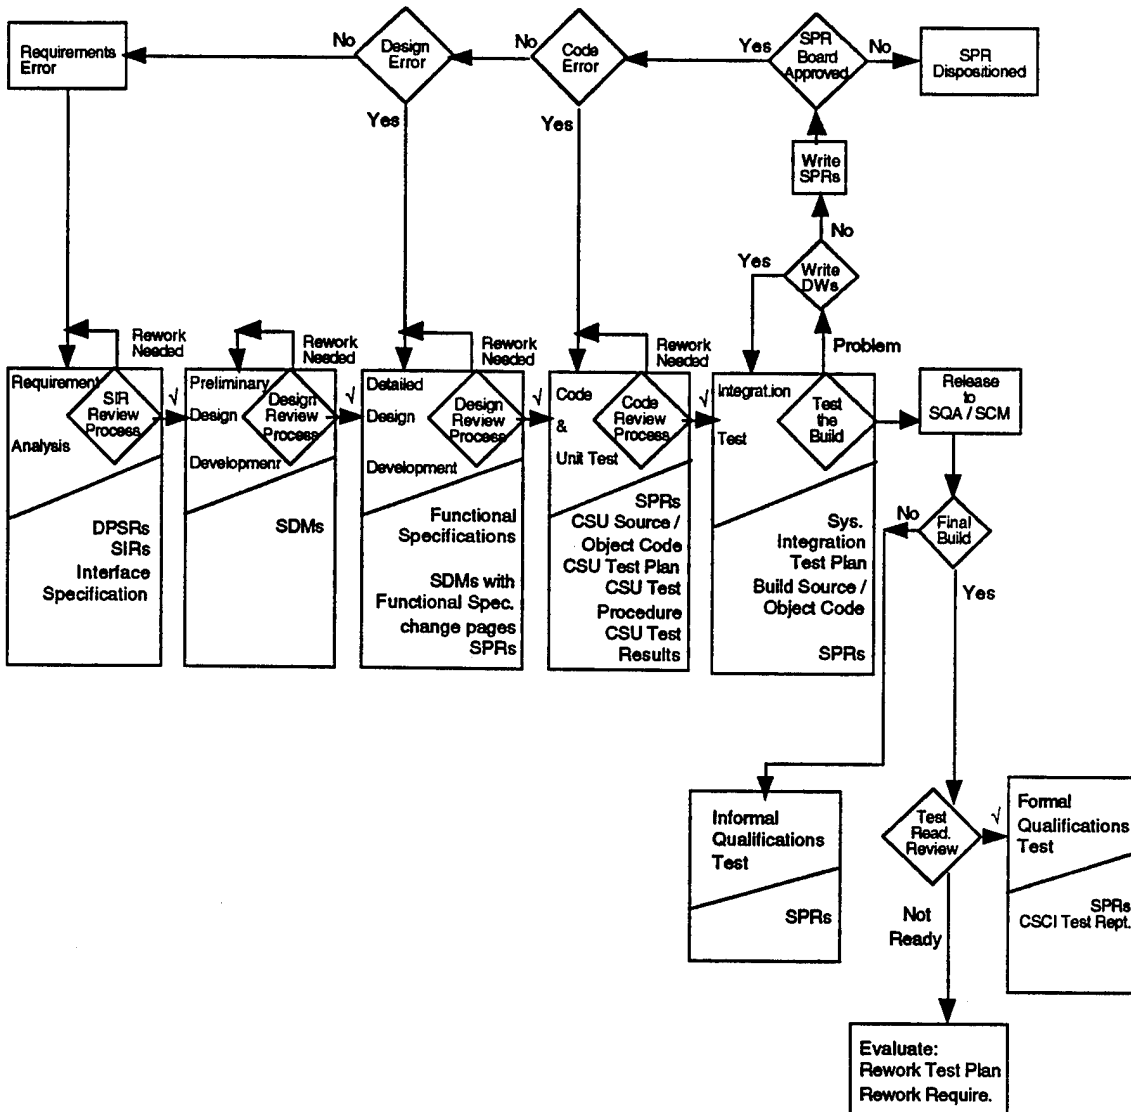 Requirements
Error
No
Design
Error
Yes
No
Code
Error
Yes
Yes
SPR
Board
Approved
No
SPR
Dispositioned
Write
SPRs
No
Yes
Write
DWs
Problem
Rework
Needed
Rework
Needed
Rework
Needed
Rework
Needed
Requirement
Analysis
SIR
Review
Process
√
DPSRs
SIRs
Interface
Specification
Preliminary
Design
Developmenr
Design
Review
Process
√
SDMs
Detailed
Design
Development
Design
Review
Process
√
Functional
Specifications
SDMs with
Functional Spec.
change pages
SPRs
Code
&
Unit Test
Code
Review
Process
√
SPRs
CSU Source /
Object Code
CSU Test Plan
CSU Test
Procedure
CSU Test
Results
Integration
Test
Test
the
Build
Sys.
Integration
Test Plan
Build Source /
Object Code
SPRs
Release
to
SQA / SCM
No
Final
Build
Yes
Informal
Qualifications
Test
SPRs
Test
Read.
Review
√
Not
Ready
Formal
Qualifications
Test
SPRs
CSCI Test Rept.
Evaluate:
Rework Test Plan
Rework Require.